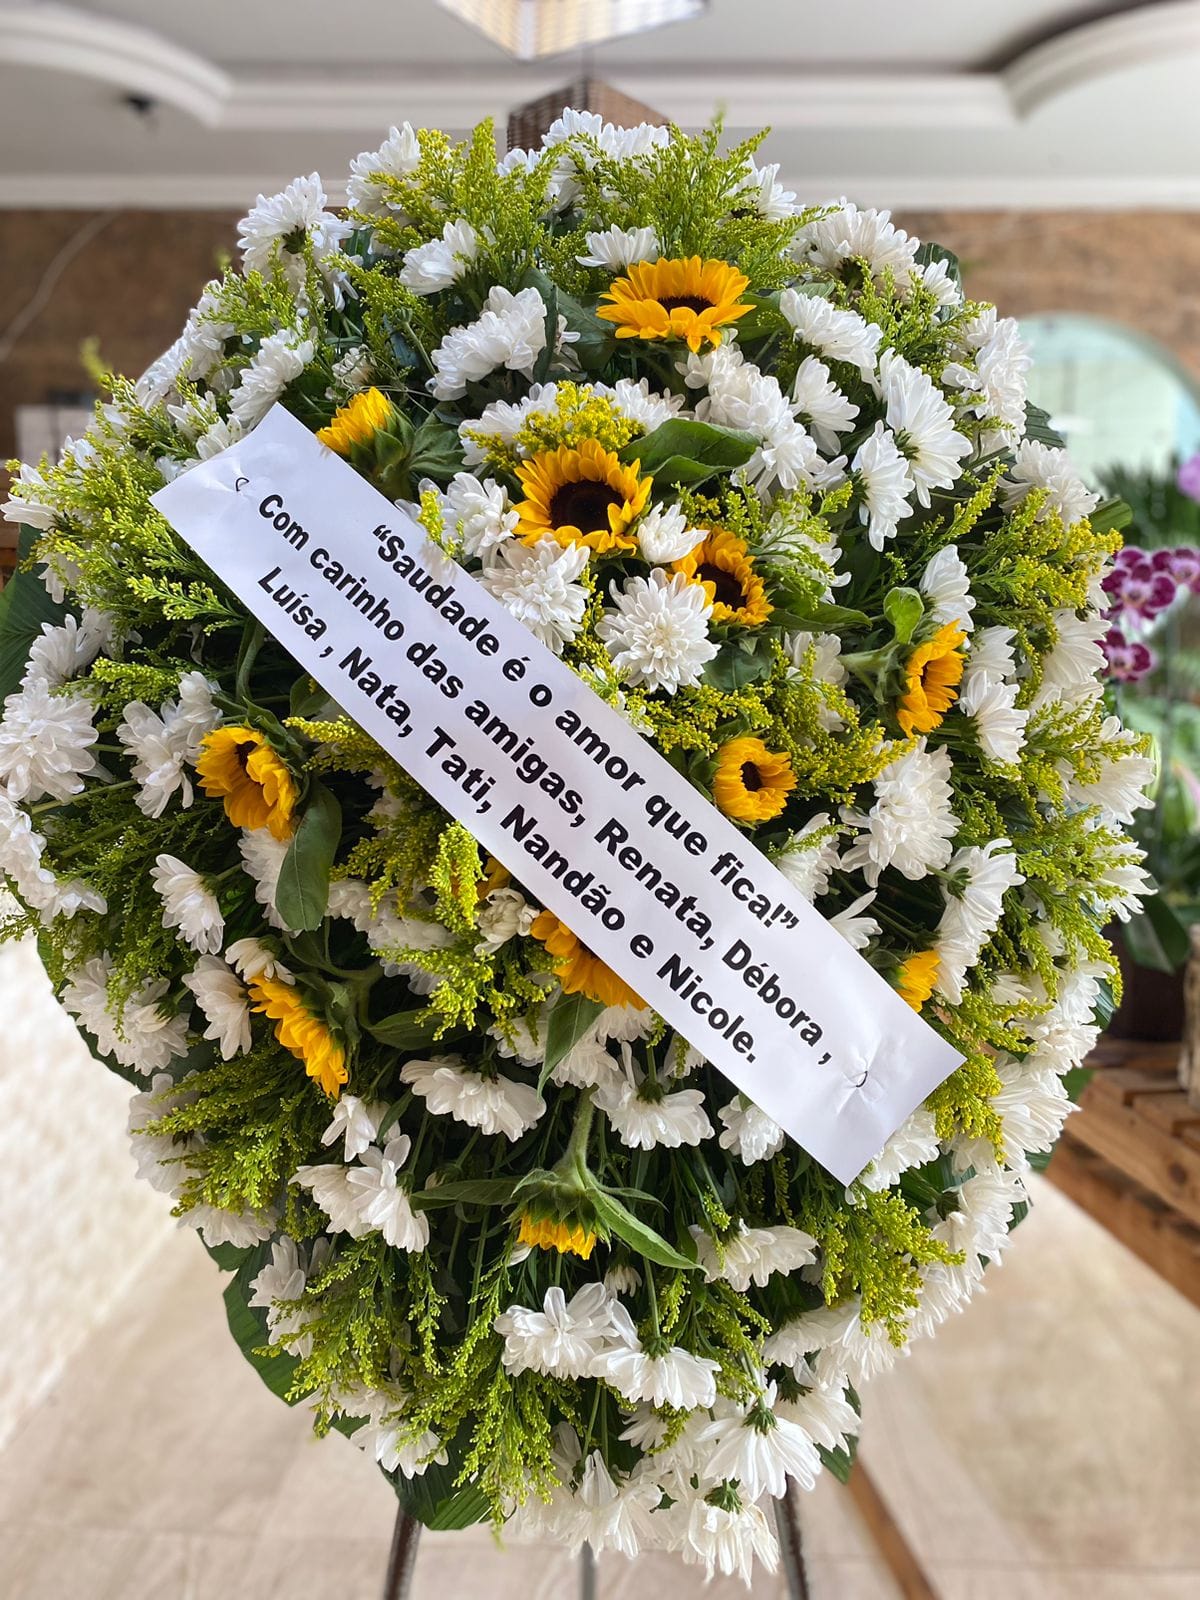 “Saudade é o amor que fica!”
Com carinho das amigas, Renata, Débora ,
Luísa , Nata, Tati, Nandão e Nicole.